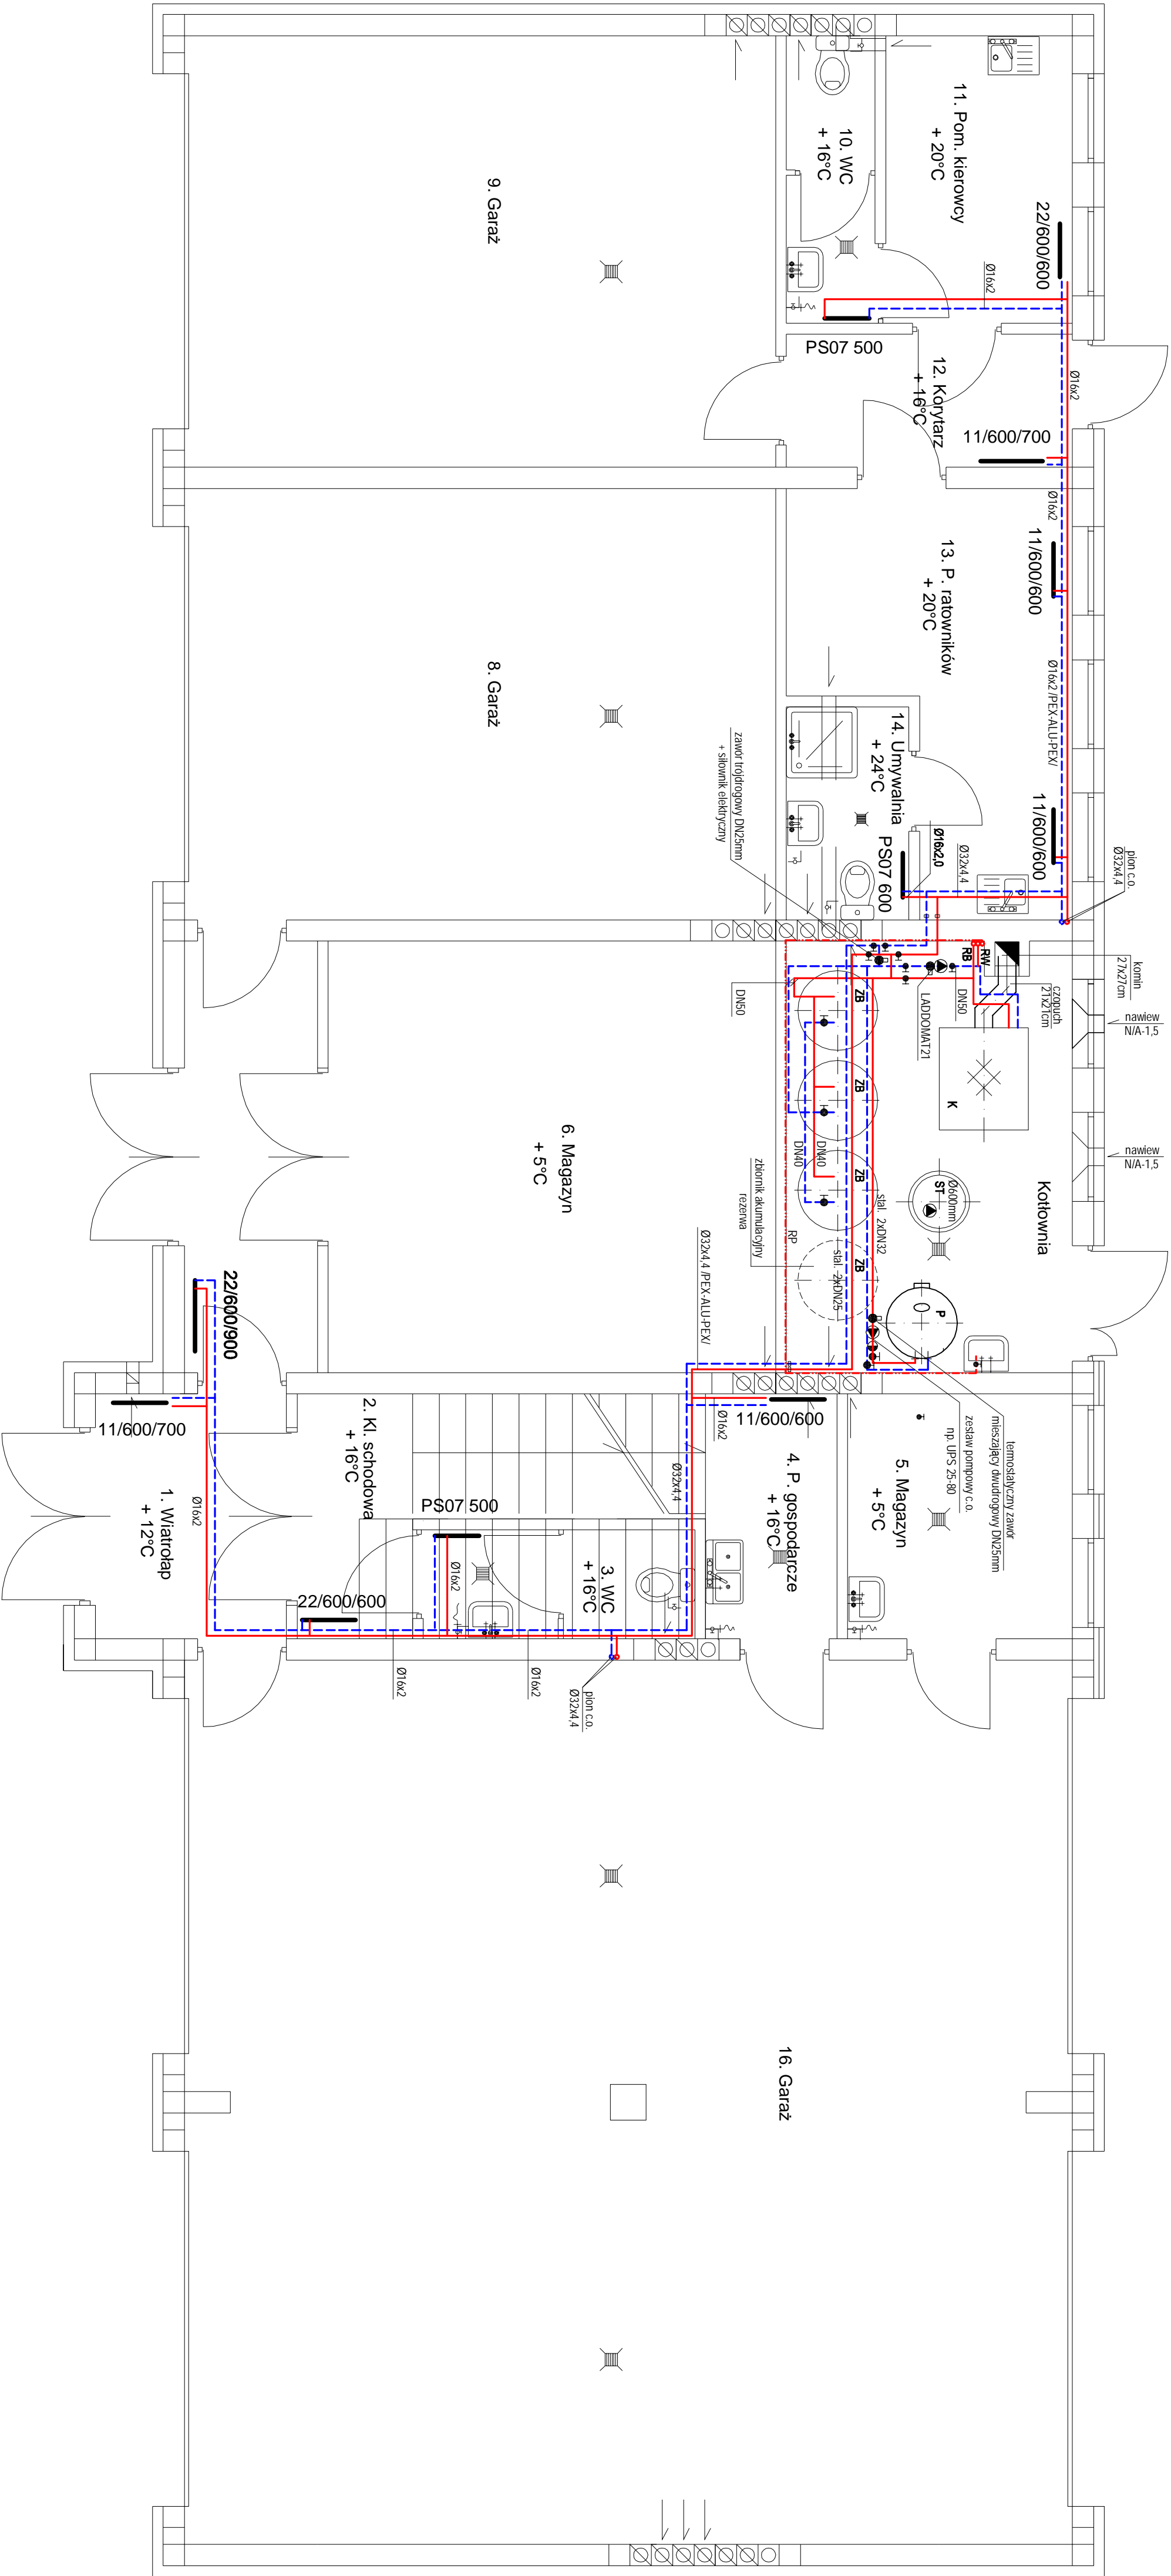 11. Pom. kierowcy
+ 20°C
22/600/600
10. WC
+ 16°C
9. Garaż
Ø16x2
PS07 500
Ø16x2
12. Korytarz
+ 16°C
11/600/700
Ø16x2
11/600/600
13. P. ratowników
+ 20°C
8. Garaż
Ø16x2 /PEX-ALU-PEX/
14. Umywalnia
+ 24°C
zawór trójdrogowy DN25mm
+ siłownik elektryczny
11/600/600
PS07 600
Ø16x2,0
Ø32x4,4
pion c.o.
Ø32x4,4
RB
RW
komin
27x27cm
czopuch
21x21cm
nawiew
N/A-1,5
DN50
LADDOMAT21
DN50
ZB
K
ZB
DN40
DN40
nawiew
N/A-1,5
6. Magazyn
+ 5°C
zbiornik akumulacyjny
rezerwa
ZB
stal. 2xDN32
Ø600mm
ST
Kotłownia
RP
stal. 2xDN25
ZB
P
Ø32x4,4 /PEX-ALU-PEX/
22/600/900
11/600/700
2. Kl. schodowa
+ 16°C
11/600/600
Ø16x2
4. P. gospodarcze
+ 16°C
5. Magazyn
+ 5°C
termostatyczny zawór
mieszający dwudrogowy DN25mm
zestaw pompowy c.o.
np. UPS 25-80
Ø32x4,4
PS07 500
1. Wiatrołap
+ 12°C
Ø16x2
Ø16x2
3. WC
+ 16°C
22/600/600
Ø16x2
Ø16x2
pion c.o.
Ø32x4,4
16. Garaż